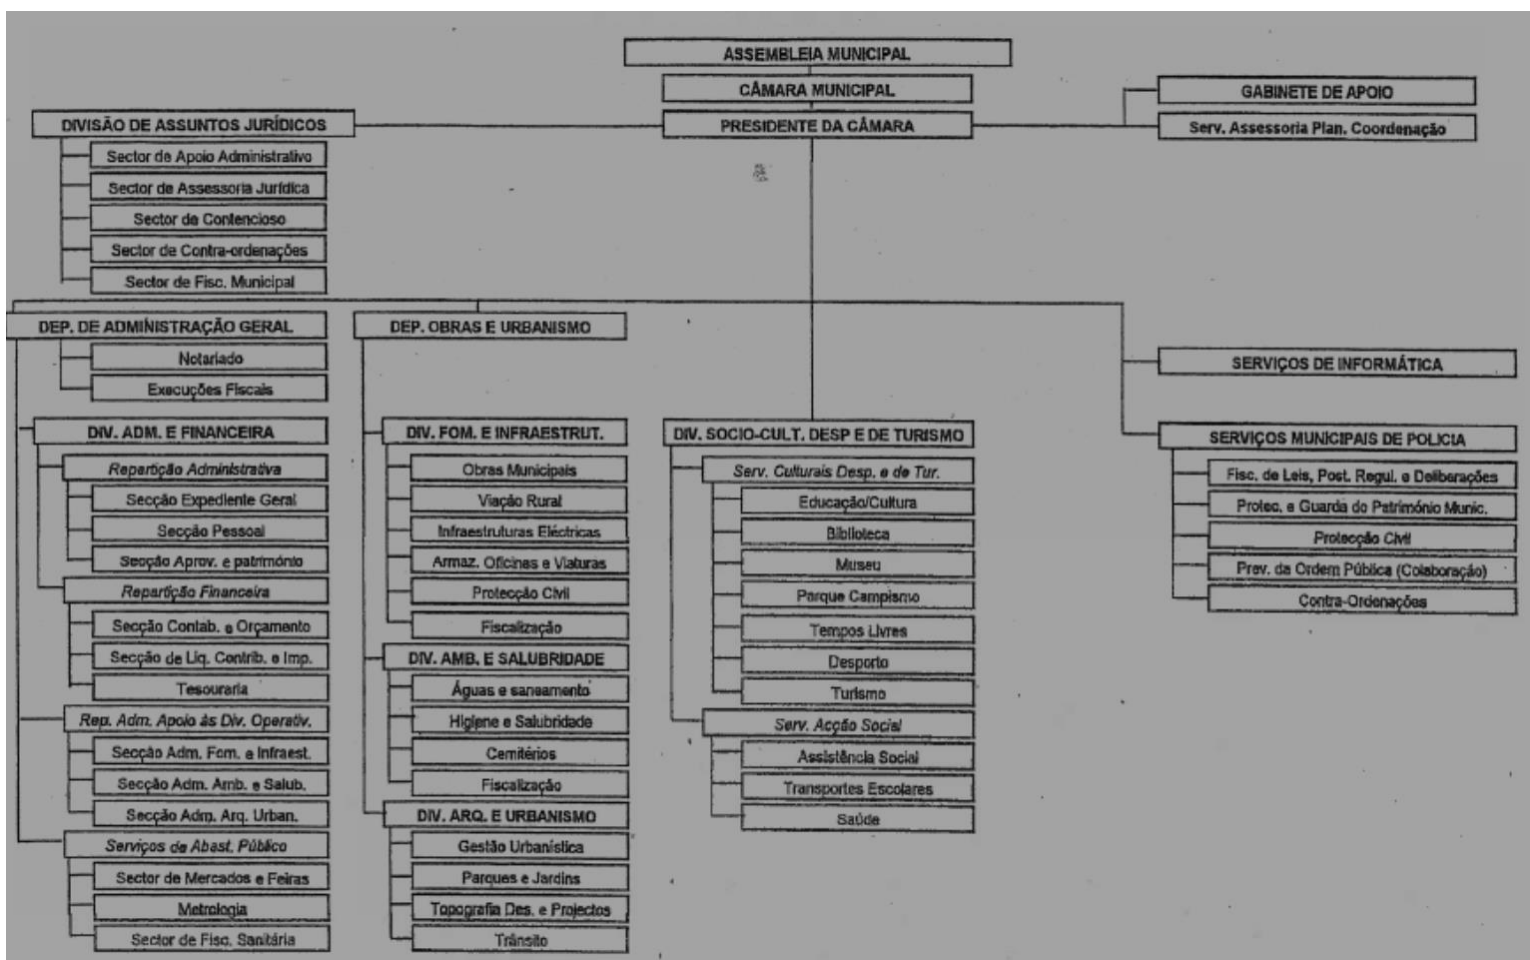 ASSEMBLEIA MUNICIPAL
CÂMARA MUNICIPAL
PRESIDENTE DA CÂMARA
GABINETE DE APOIO
Serv. Assessoria Plan. Coordenação
DIVISÃO DE ASSUNTOS JURÍDICOS
Sector de Apoio Administrativo
Sector de Assessoria Jurídica
Sector de Contencioso
Sector de Contra-ordenações
Sector de Fisc. Municipal
DEP. DE ADMINISTRAÇÃO GERAL
Notariado
Execuções Fiscais
DIV. ADM. E FINANCEIRA
Repartição Administrativa
Secção Expediente Geral
Secção Pessoal
Secção Aprov. e património
Repartição Financeira
Secção Contab. e Orçamento
Secção de Liq. Contrib. e Imp.
Tesouraria
Rep. Adm. Apoio às Div. Operativ.
Secção Adm. Fom. e Infraest.
Secção Adm. Amb. e Salub.
Secção Adm. Arq. Urban.
Serviços de Abast. Público
Sector de Mercados e Feiras
Metrologia
Sector de Fisc. Sanitária
DEP. OBRAS E URBANISMO
DIV. FOM. E INFRAESTRUT.
Obras Municipais
Viação Rural
Infraestruturas Eléctricas
Armaz. Oficinas e Viaturas
Protecção Civil
Fiscalização
DIV. AMB. E SALUBRIDADE
Águas e saneamento
Higiene e Salubridade
Cemitérios
Fiscalização
DIV. ARQ. E URBANISMO
Gestão Urbanística
Parques e Jardins
Topografia Des. e Projectos
Trânsito
DIV. SOCIO-CULT. DESP E DE TURISMO
Serv. Culturais Desp. e de Tur.
Educação/Cultura
Biblioteca
Museu
Parque Campismo
Tempos Livres
Desporto
Turismo
Serv. Acção Social
Assistência Social
Transportes Escolares
Saúde
SERVIÇOS DE INFORMÁTICA
SERVIÇOS MUNICIPAIS DE POLICIA
Fisc. de Leis, Post. Regul. e Deliberações
Protec. e Guarda do Património Munic.
Protecção Civil
Prev. da Ordem Pública (Colaboração)
Contra-Ordenações